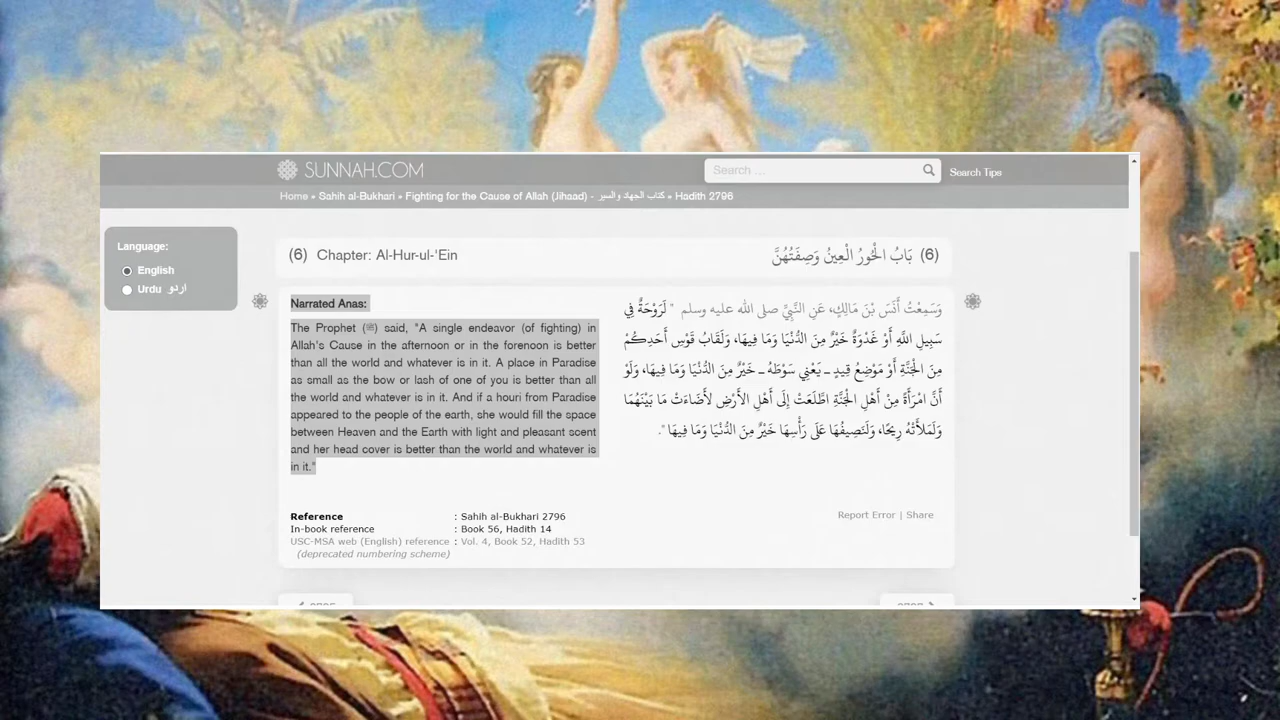 SUNNAH.COM
Search ...
Search Tips
Home » Sahih al-Bukhari » Fighting for the Cause of Allah (Jihaad) - كتاب الجهاد والسير » Hadith 2796
Language:
English
Urdu اردو
(6) Chapter: Al-Hur-ul-'Ein
(6) بَابُ الْحُورُ الْعِينُ وَصِفَتُهُنَّ
Narrated Anas:
The Prophet (ﷺ) said, "A single endeavor (of fighting) in
Allah's Cause in the afternoon or in the forenoon is better
than all the world and whatever is in it. A place in Paradise
as small as the bow or lash of one of you is better than all
the world and whatever is in it. And if a houri from Paradise
appeared to the people of the earth, she would fill the space
between Heaven and the Earth with light and pleasant scent
and her head cover is better than the world and whatever is
in it."
وَسَمِعْتُ أَنَسَ بْنَ مَالِكٍ، عَنِ النَّبِيِّ صلى الله عليه وسلم ‏"‏ لَرَوْحَةٌ فِي
سَبِيلِ اللَّهِ أَوْ غَدْوَةٌ خَيْرٌ مِنَ الدُّنْيَا وَمَا فِيهَا، وَلَقَابُ قَوْسِ أَحَدِكُمْ
مِنَ الْجَنَّةِ أَوْ مَوْضِعُ قِيدٍ ـ يَعْنِي سَوْطَهُ ـ خَيْرٌ مِنَ الدُّنْيَا وَمَا فِيهَا، وَلَوْ
أَنَّ امْرَأَةً مِنْ أَهْلِ الْجَنَّةِ اطَّلَعَتْ إِلَى أَهْلِ الأَرْضِ لأَضَاءَتْ مَا بَيْنَهُمَا
وَلَمَلأَتْهُ رِيحًا، وَلَنَصِيفُهَا عَلَى رَأْسِهَا خَيْرٌ مِنَ الدُّنْيَا وَمَا فِيهَا ‏"‏‏.‏
Reference : Sahih al-Bukhari 2796
In-book reference : Book 56, Hadith 14
USC-MSA web (English) reference : Vol. 4, Book 52, Hadith 53
(deprecated numbering scheme)
Report Error | Share